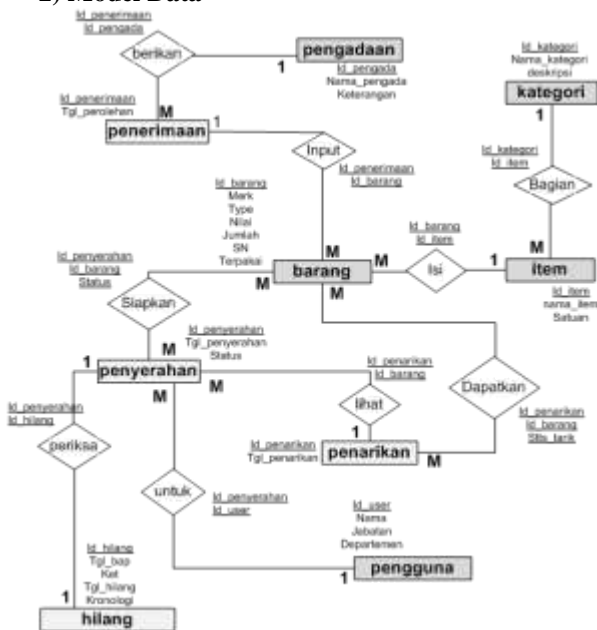 2) Model Data
Id_penerimaan
Id_pengada
berikan
1
pengadaan
Id_pengada
Nama_pengada
Keterangan
Id_kategori
Nama_kategori
deskripsi
kategori
1
Id_penerimaan
Tgl_perolehan
M
penerimaan
1
Input
Id_penerimaan
Id_barang
Id_kategori
Id_item
Bagian
Id_barang
Merk
Type
Nilai
Jumlah
SN
Terpakai
M
barang
M
Id_barang
Id_item
Isi
1
M
item
Id_item
nama_item
Satuan
Id_penyerahan
Id_barang
Status
M
M
Siapkan
M
Id_penyerahan
Tgl_penyerahan
Status
1
penyerahan
M
M
Id_penarikan
Id_barang
lihat
1
Dapatkan
Id_penarikan
Id_barang
Stts_tarik
Id_penarikan
Tgl_penarikan
penarikan
M
Id_penyerahan
Id_hilang
periksa
untuk
Id_penyerahan
Id_user
Id_user
Nama
Jabatan
Departemen
1
pengguna
Id_hilang
Tgl_bap
Ket
Tgl_hilang
Kronologi
1
hilang